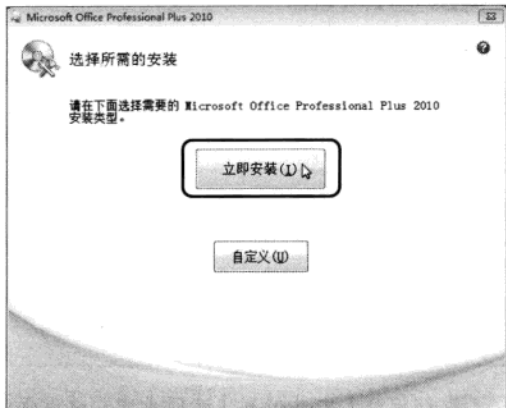 Microsoft Office Professional Plus 2010
选择所需的安装
请在下面选择需要的 Microsoft Office Professional Plus 2010
安装类型。
立即安装(I)
自定义(U)